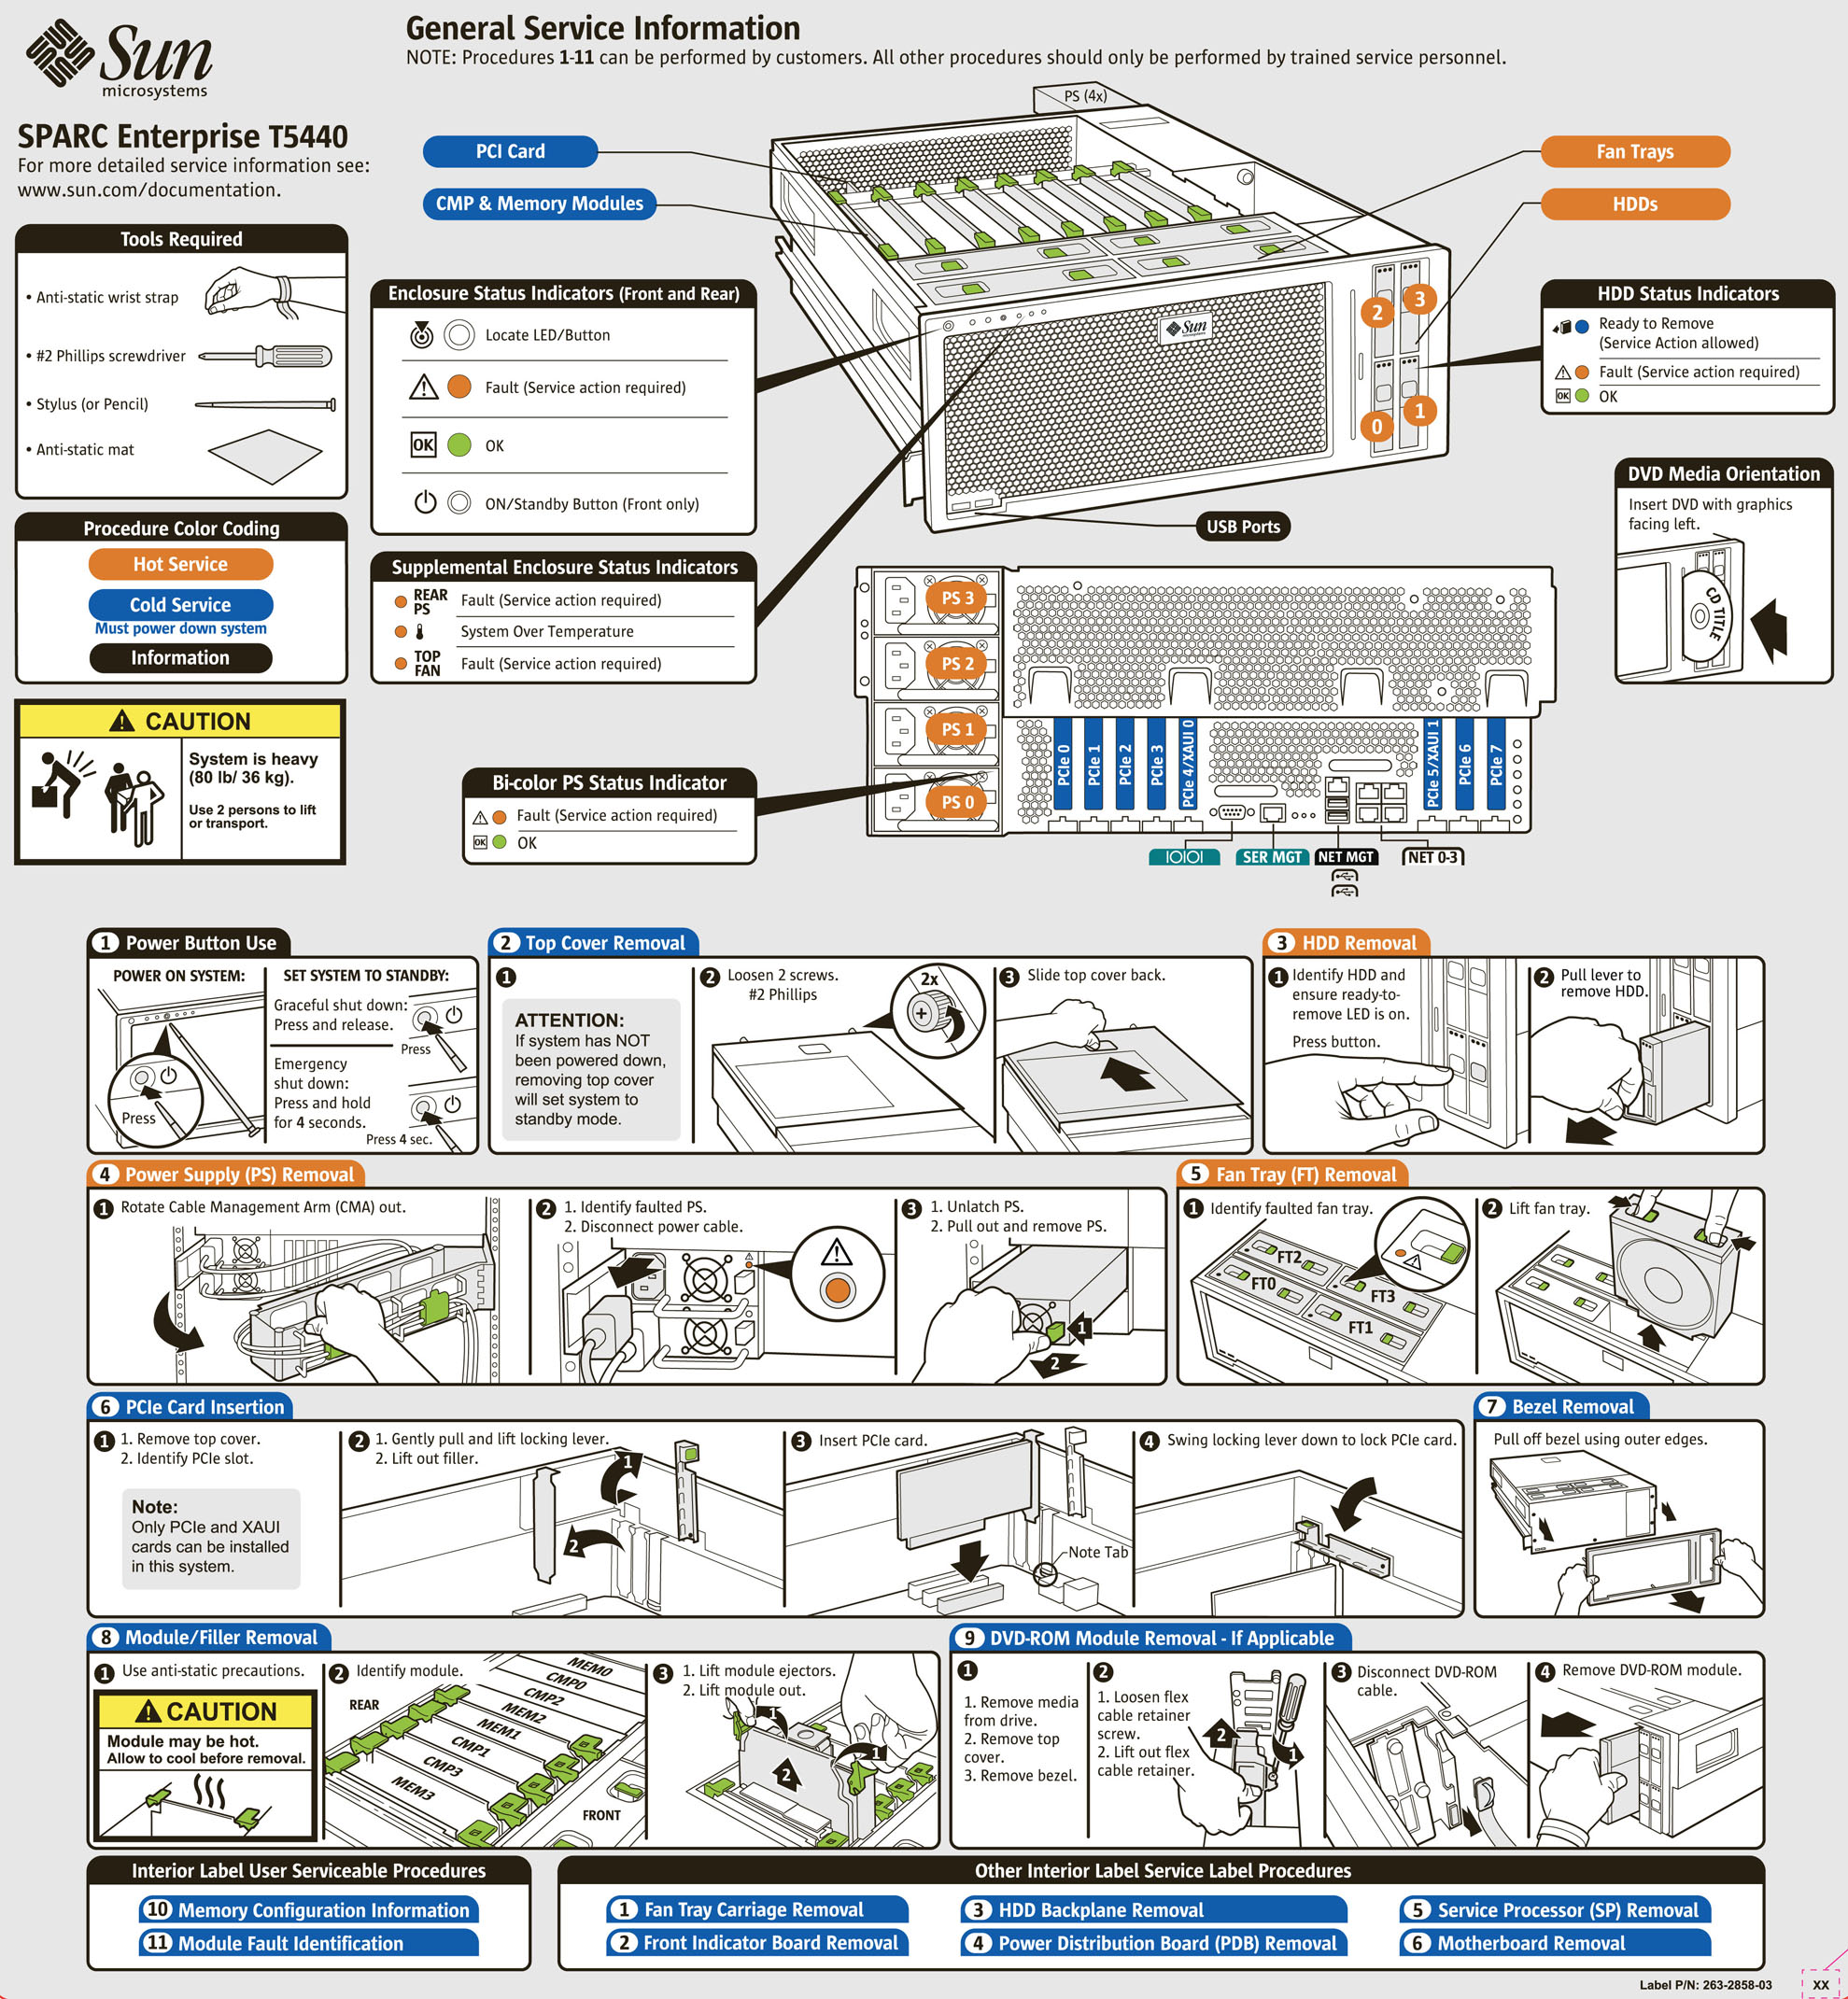 Sun
microsystems
General Service Information
NOTE: Procedures 1-11 can be performed by customers. All other procedures should only be performed by trained service personnel.
SPARC Enterprise T5440
For more detailed service information see:
www.sun.com/documentation.
PS (4x)
PCI Card
CMP & Memory Modules
Fan Trays
HDDs
Sun
2
3
0
1
USB Ports
Tools Required
• Anti-static wrist strap
• #2 Phillips screwdriver
• Stylus (or Pencil)
• Anti-static mat
Procedure Color Coding
Hot Service
Cold Service
Must power down system
Information
CAUTION
System is heavy
(80 lb/ 36 kg).
Use 2 persons to lift
or transport.
Enclosure Status Indicators (Front and Rear)
Locate LED/Button
Fault (Service action required)
OK
OK
ON/Standby Button (Front only)
Supplemental Enclosure Status Indicators
REAR
PS
Fault (Service action required)
System Over Temperature
TOP
FAN
Fault (Service action required)
Bi-color PS Status Indicator
Fault (Service action required)
OK
OK
HDD Status Indicators
Ready to Remove
(Service Action allowed)
Fault (Service action required)
OK
OK
DVD Media Orientation
Insert DVD with graphics
facing left.
CD TITLE
PS 3
PS 2
PS 1
PS 0
PCIe 0
PCIe 1
PCIe 2
PCIe 3
PCIe 4/XAUI 0
PCIe 5/XAUI 1
PCIe 6
PCIe 7
IOIOI
SER MGT
NET MGT
NET 0-3
1 Power Button Use
POWER ON SYSTEM:
Press
SET SYSTEM TO STANDBY:
Graceful shut down:
Press and release.
Press
Emergency
shut down:
Press and hold
for 4 seconds.
Press 4 sec.
2 Top Cover Removal
1
ATTENTION:
If system has NOT
been powered down,
removing top cover
will set system to
standby mode.
2 Loosen 2 screws.
#2 Phillips
2x
3 Slide top cover back.
3 HDD Removal
1 Identify HDD and
ensure ready-to-
remove LED is on.
Press button.
2 Pull lever to
remove HDD.
4 Power Supply (PS) Removal
1 Rotate Cable Management Arm (CMA) out.
2 1. Identify faulted PS.
2. Disconnect power cable.
3 1. Unlatch PS.
2. Pull out and remove PS.
1
2
5 Fan Tray (FT) Removal
1 Identify faulted fan tray.
FT2
FT0
FT3
FT1
2 Lift fan tray.
6 PCIe Card Insertion
1 1. Remove top cover.
2. Identify PCIe slot.
Note:
Only PCIe and XAUI
cards can be installed
in this system.
2 1. Gently pull and lift locking lever.
2. Lift out filler.
1
2
3 Insert PCIe card.
Note Tab
4 Swing locking lever down to lock PCIe card.
7 Bezel Removal
Pull off bezel using outer edges.
8 Module/Filler Removal
1 Use anti-static precautions.
CAUTION
Module may be hot.
Allow to cool before removal.
2 Identify module.
REAR
MEM0
CMP0
CMP2
MEM2
MEM1
CMP1
CMP3
MEM3
FRONT
3 1. Lift module ejectors.
2. Lift module out.
1
1
2
9 DVD-ROM Module Removal - If Applicable
1
1. Remove media
from drive.
2. Remove top
cover.
3. Remove bezel.
2
1. Loosen flex
cable retainer
screw.
2. Lift out flex
cable retainer.
2
1
3 Disconnect DVD-ROM
cable.
4 Remove DVD-ROM module.
Interior Label User Serviceable Procedures
10 Memory Configuration Information
11 Module Fault Identification
Other Interior Label Service Label Procedures
1 Fan Tray Carriage Removal
2 Front Indicator Board Removal
3 HDD Backplane Removal
4 Power Distribution Board (PDB) Removal
5 Service Processor (SP) Removal
6 Motherboard Removal
Label P/N: 263-2858-03
XX